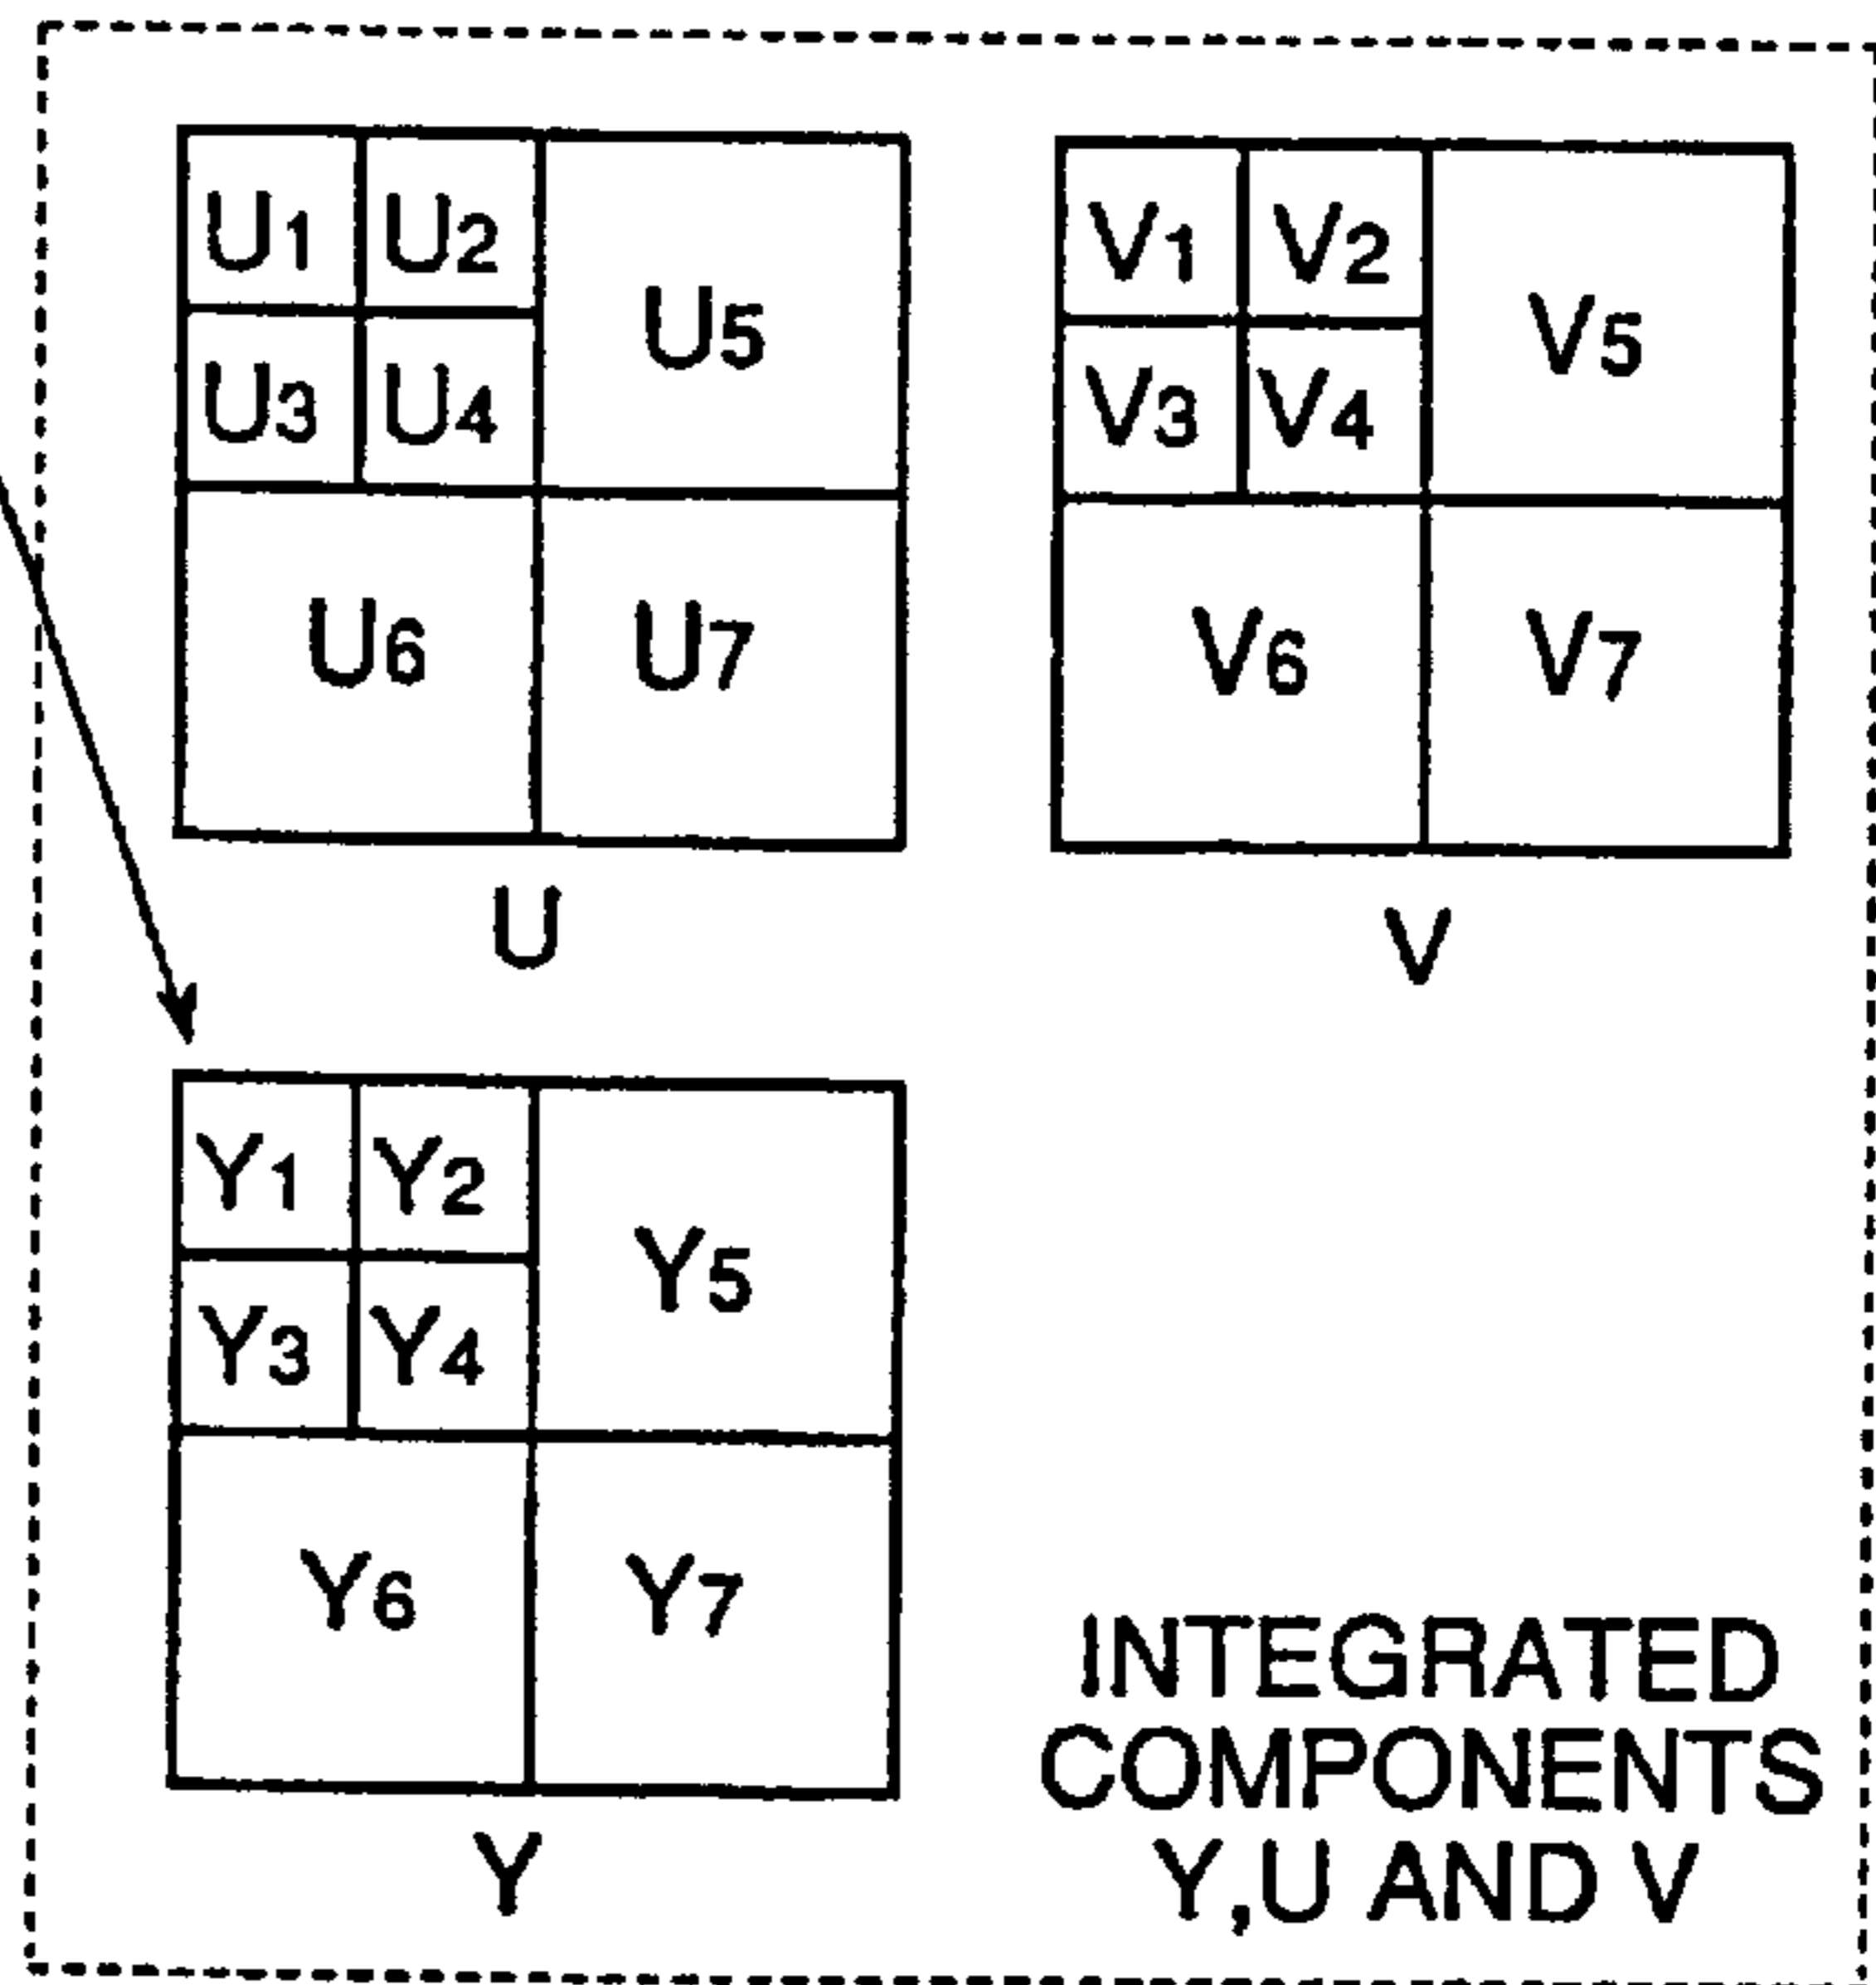 U1 U2
U5
U3 U4
U6 U7
U
V1 V2
V5
V3 V4
V6 V7
V
Y1 Y2
Y5
Y3 Y4
Y6 Y7
Y
INTEGRATED
COMPONENTS
Y,U AND V